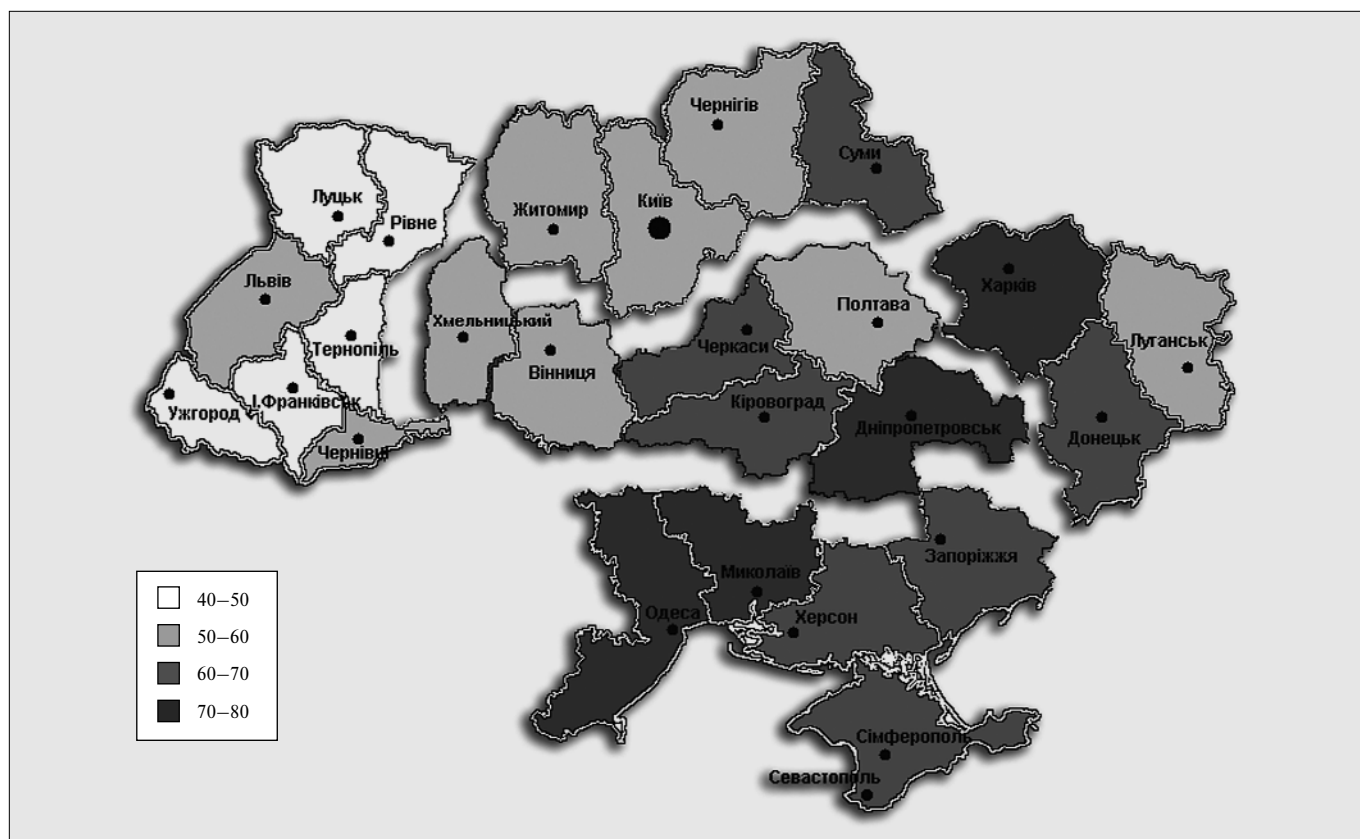 Чернігів
Суми
Луцьк
Рівне
Житомир
Київ
Харків
Львів
Полтава
Хмельницький
Черкаси
Луганськ
Тернопіль
Вінниця
Ужгород
І.Франківськ
Кіровоград
Дніпропетровськ
Донецьк
Чернівці
Запоріжжя
Миколаїв
Одеса
Херсон
40–50
50–60
60–70
70–80
Сімферополь
Севастополь